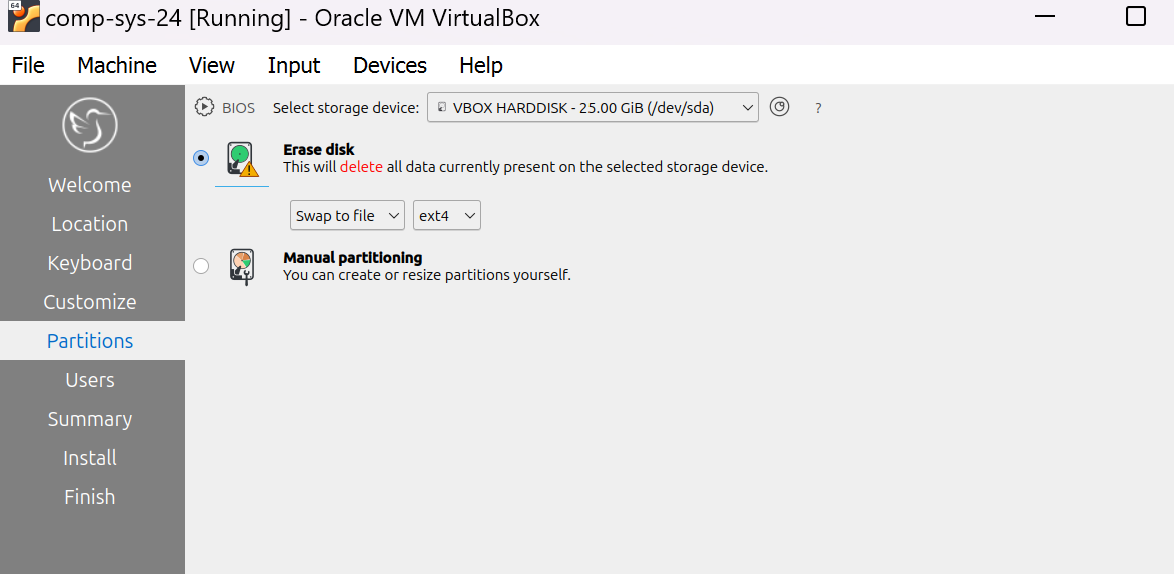 64
comp-sys-24 [Running] - Oracle VM VirtualBox
File Machine View Input Devices Help
BIOS Select storage device: VBOX HARDDISK - 25.00 GiB (/dev/sda) ?
Erase disk
This will delete all data currently present on the selected storage device.
Swap to file ext4
Manual partitioning
You can create or resize partitions yourself.
Welcome
Location
Keyboard
Customize
Partitions
Users
Summary
Install
Finish